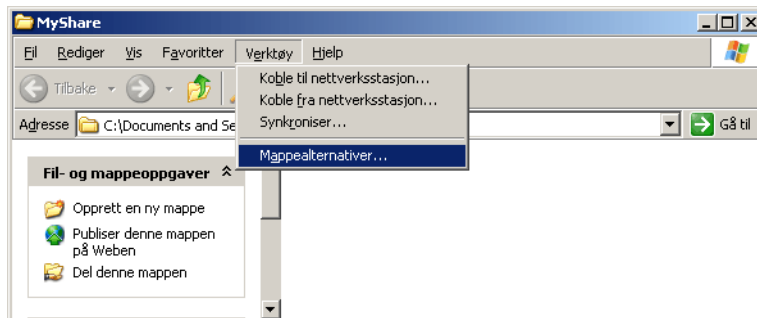 MyShare
Fil Rediger Vis Favoritter Verktøy Hjelp
Tilbake
Koble til nettverksstasjon...
Koble fra nettverksstasjon...
Synkroniser...
Mappealternativer...
Adresse C:\Documents and Se Gå til
Fil- og mappeoppgaver
Opprett en ny mappe
Publiser denne mappen
på Weben
Del denne mappen